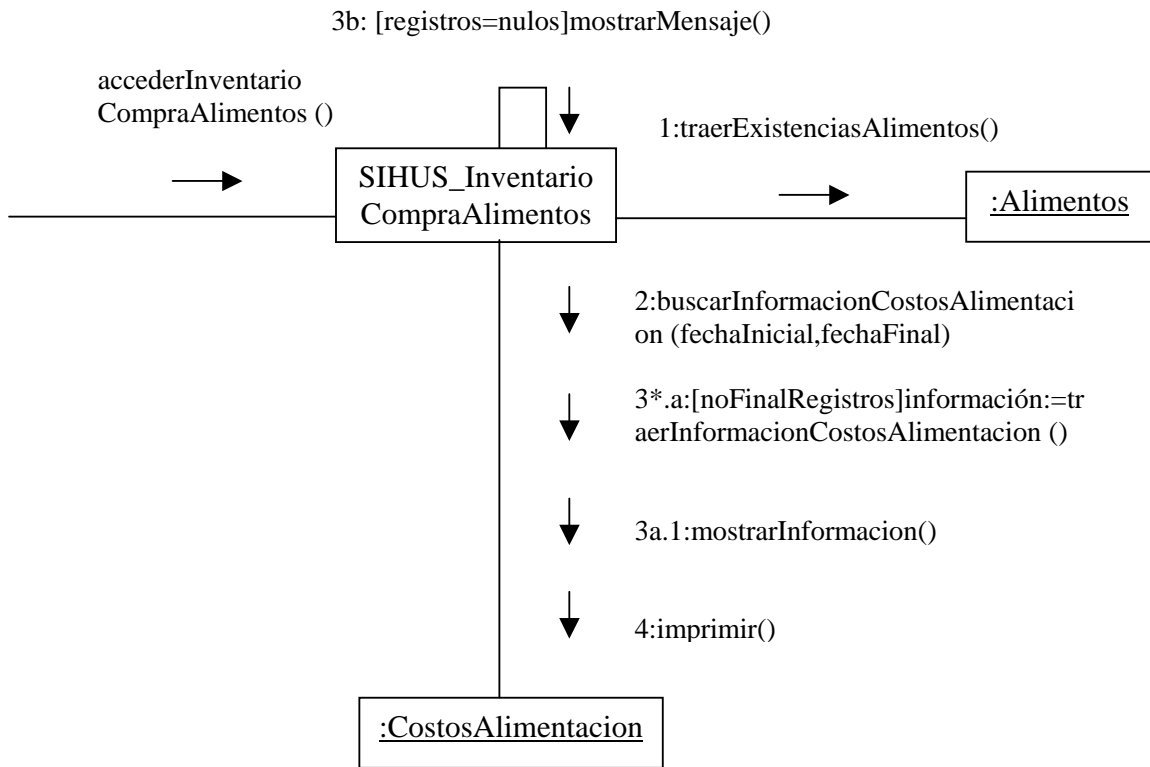 3b: [registros=nulos]mostrarMensaje()
accederInventario
CompraAlimentos ()
1:traerExistenciasAlimentos()
SIHUS_Inventario
CompraAlimentos
:Alimentos
2:buscarInformacionCostosAlimentaci
on (fechaInicial,fechaFinal)
3*.a:[noFinalRegistros]información:=tr
aerInformacionCostosAlimentacion ()
3a.1:mostrarInformacion()
4:imprimir()
:CostosAlimentacion